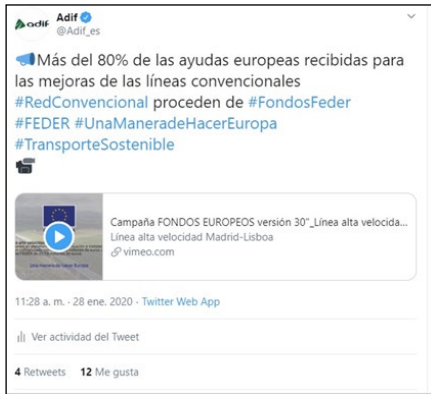 adif Adif
@Adif_es
Más del 80% de las ayudas europeas recibidas para
las mejoras de las líneas convencionales
#RedConvencional proceden de #FondosFeder
#FEDER #UnaManeradeHacerEuropa
#TransporteSostenible
Campaña FONDOS EUROPEOS versión 30"_Línea alta velocida...
Línea alta velocidad Madrid-Lisboa
vimeo.com
11:28 a. m. · 28 ene. 2020 · Twitter Web App
Ver actividad del Tweet
4 Retweets 12 Me gusta